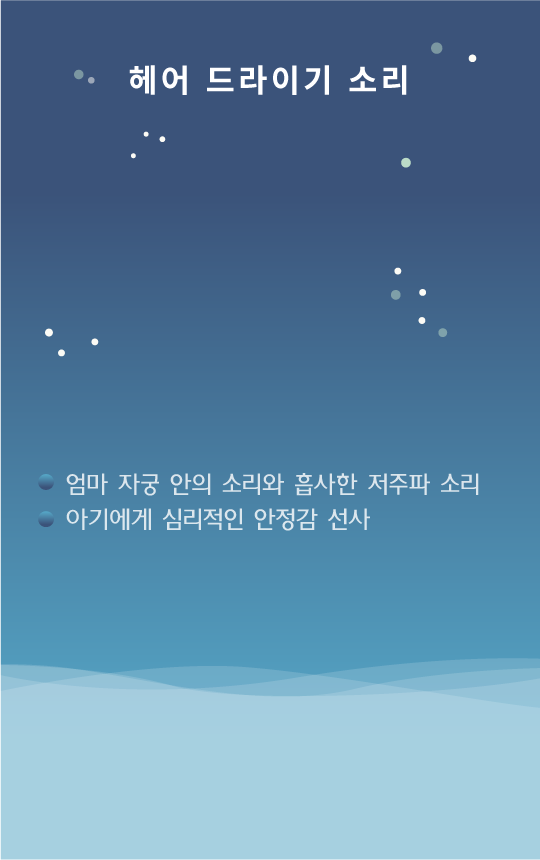 헤어 드라이기 소리
엄마 자궁 안의 소리와 흡사한 저주파 소리
아기에게 심리적인 안정감 선사